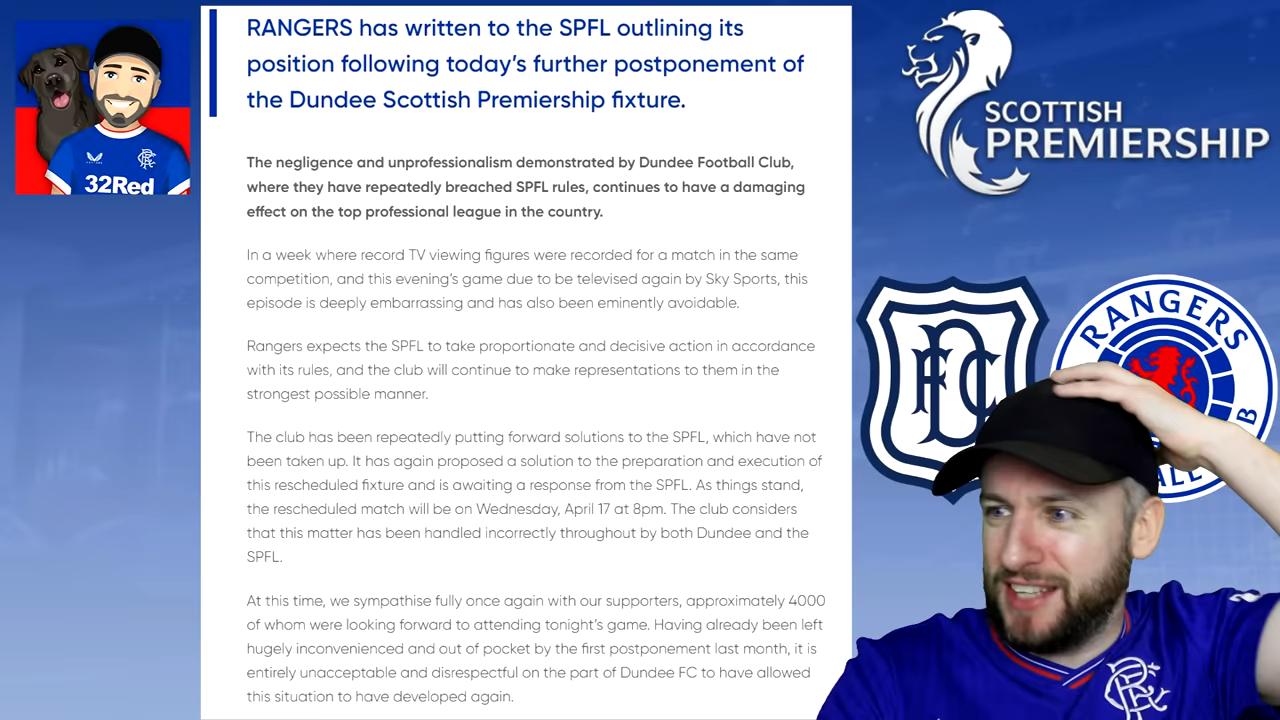 RANGERS has written to the SPFL outlining its
position following today's further postponement of
the Dundee Scottish Premiership fixture.
The negligence and unprofessionalism demonstrated by Dundee Football Club,
where they have repeatedly breached SPFL rules, continues to have a damaging
effect on the top professional league in the country.
In a week where record TV viewing figures were recorded for a match in the same
competition, and this evening's game due to be televised again by Sky Sports, this
episode is deeply embarrassing and has also been eminently avoidable.
Rangers expects the SPFL to take proportionate and decisive action in accordance
with its rules, and the club will continue to make representations to them in the
strongest possible manner.
The club has been repeatedly putting forward solutions to the SPFL, which have not
been taken up. It has again proposed a solution to the preparation and execution of
this rescheduled fixture and is awaiting a response from the SPFL. As things stand,
the rescheduled match will be on Wednesday, April 17 at 8pm. The club considers
that this matter has been handled incorrectly throughout by both Dundee and the
SPFL.
At this time, we sympathise fully once again with our supporters, approximately 4000
of whom were looking forward to attending tonight's game. Having already been left
hugely inconvenienced and out of pocket by the first postponement last month, it is
entirely unacceptable and disrespectful on the part of Dundee FC to have allowed
this situation to have developed again.
32Red
SCOTTISH
PREMIERSHIP
DFC
RANGERS